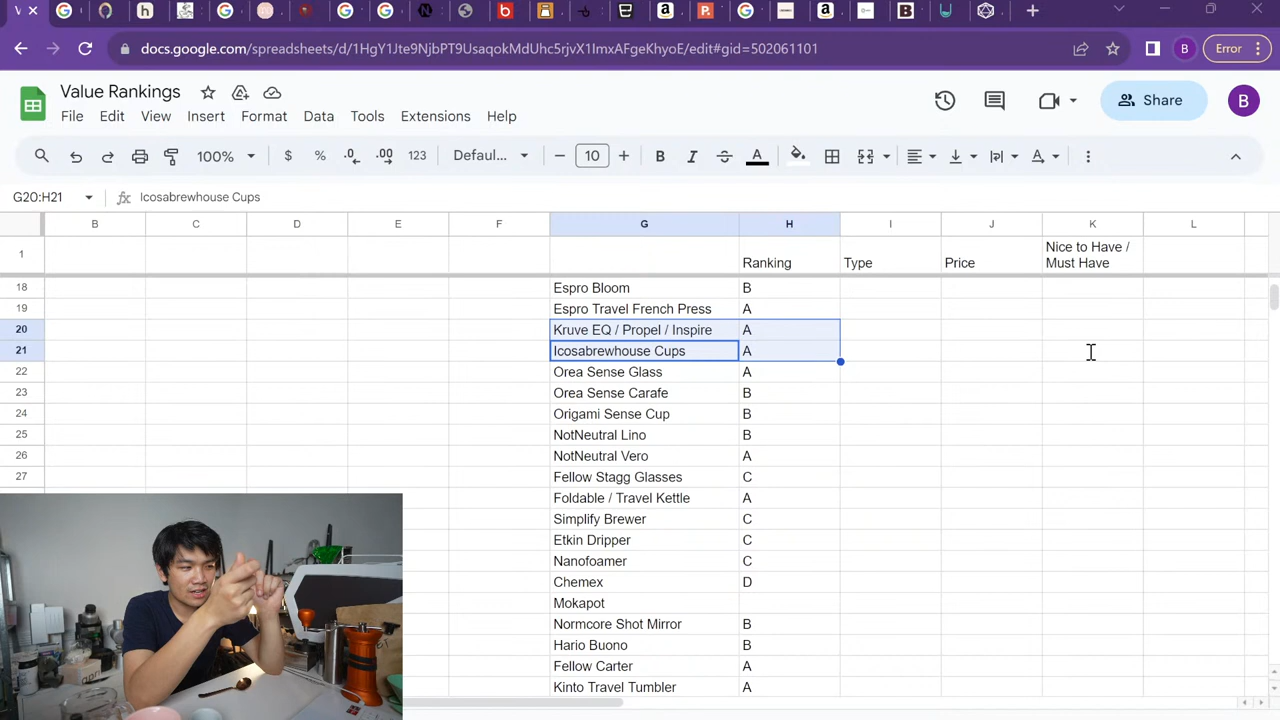 docs.google.com/spreadsheets/d/1HgY1Jte9NjbPT9UsaqokMdUhc5rjvX1ImxAFgeKhyoE/edit#gid=502061101
B
Error
Value Rankings
File Edit View Insert Format Data Tools Extensions Help
Share
B
100% $ % .0 .00 123 Defaul... 10 B I A A
G20:H21 fx Icosabrewhouse Cups
B C D E F G H I J K L
1 Ranking Type Price Nice to Have /
Must Have
18 Espro Bloom B
19 Espro Travel French Press A
20 Kruve EQ / Propel / Inspire A
21 Icosabrewhouse Cups A
22 Orea Sense Glass A
23 Orea Sense Carafe B
24 Origami Sense Cup B
25 NotNeutral Lino B
26 NotNeutral Vero A
27 Fellow Stagg Glasses C
Foldable / Travel Kettle A
Simplify Brewer C
Etkin Dripper C
Nanofoamer C
Chemex D
Mokapot
Normcore Shot Mirror B
Hario Buono B
Fellow Carter A
Kinto Travel Tumbler A